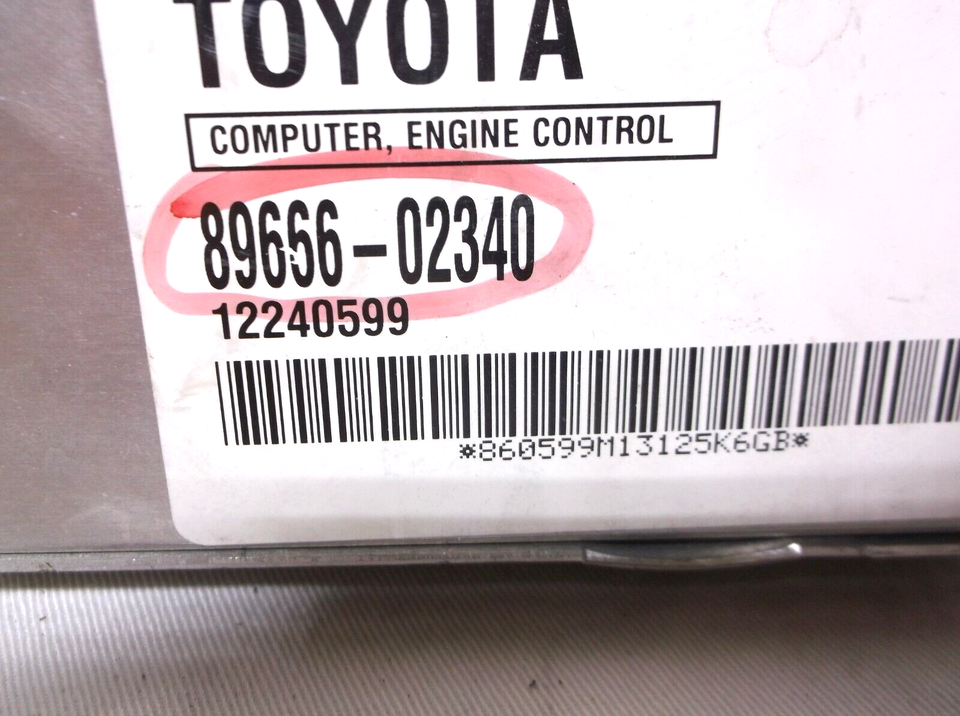 TOYOTA
COMPUTER, ENGINE CONTROL
89666-02340
12240599
*860599M13125K6GB*